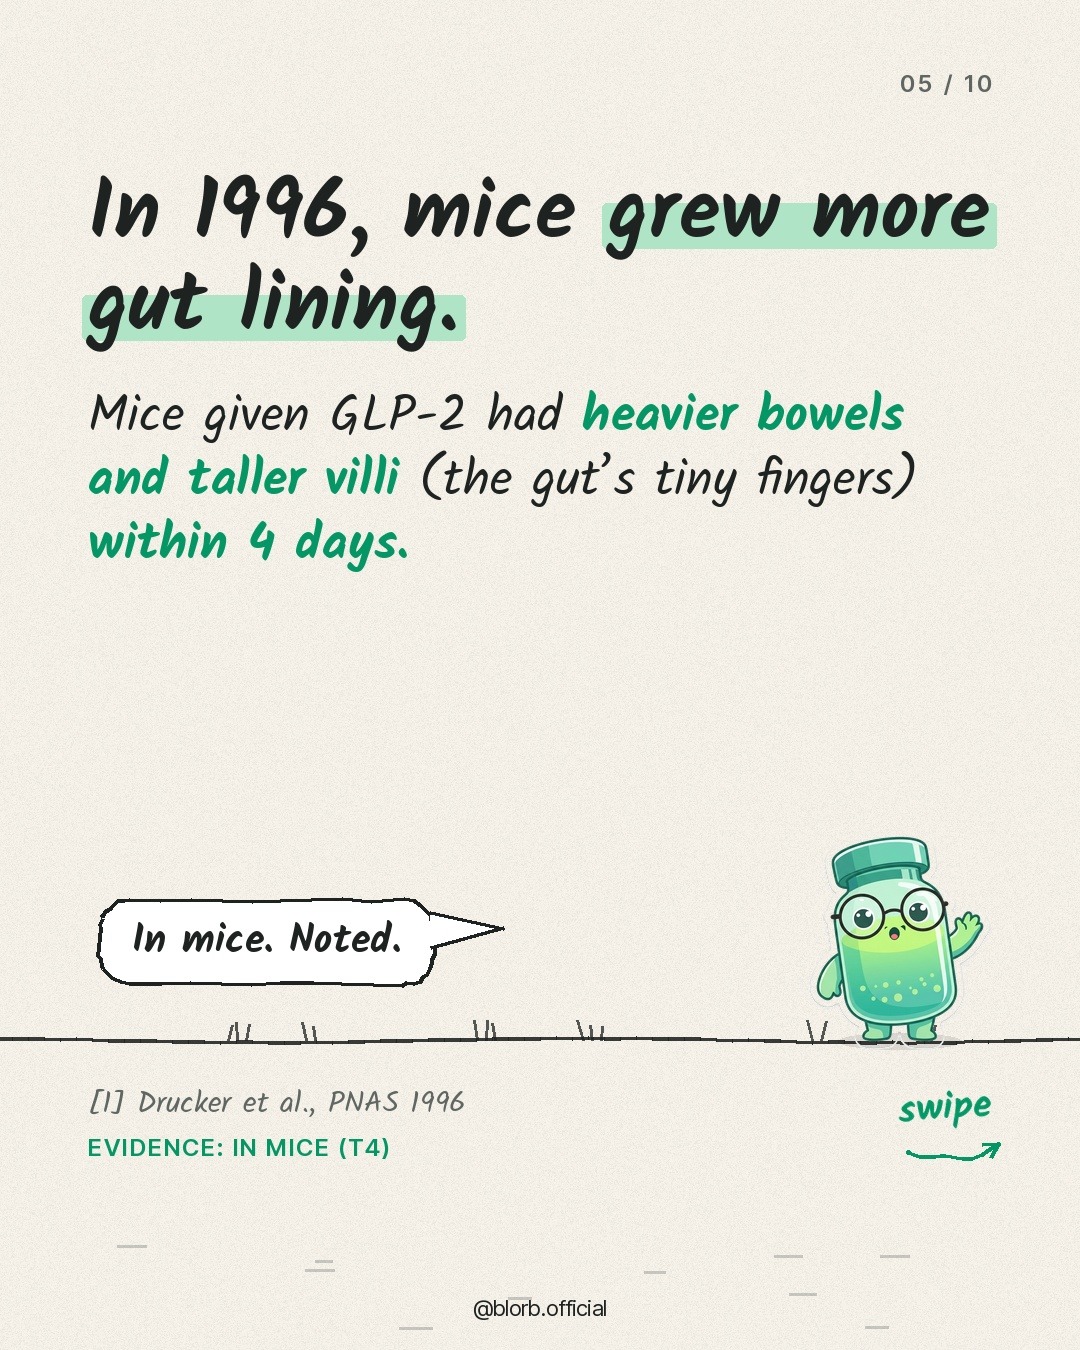 05 / 10
In 1996, mice grew more
gut lining.
Mice given GLP-2 had heavier bowels
and taller villi (the gut’s tiny fingers)
within 4 days.
In mice. Noted.
[1] Drucker et al., PNAS 1996
EVIDENCE: IN MICE (T4)
swipe
@blorb.official